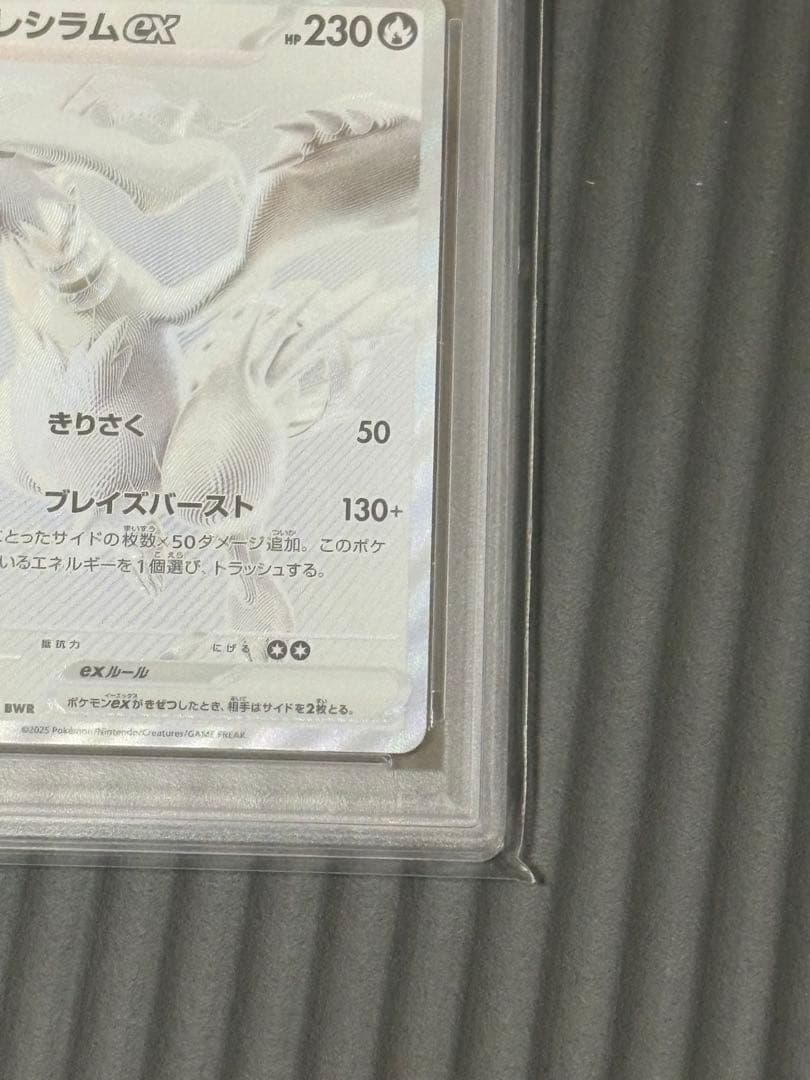 レシラムex HP230
きりさく 50
ブレイズバースト 130+
とったサイドの枚数×50ダメージ追加。このポケ
いるエネルギーを1個選び、トラッシュする。
抵抗力 にげる
exルール
BWR ポケモンexがきぜつしたとき、相手はサイドを2枚とる。
©2025 Pokémon/Nintendo/Creatures/GAME FREAK